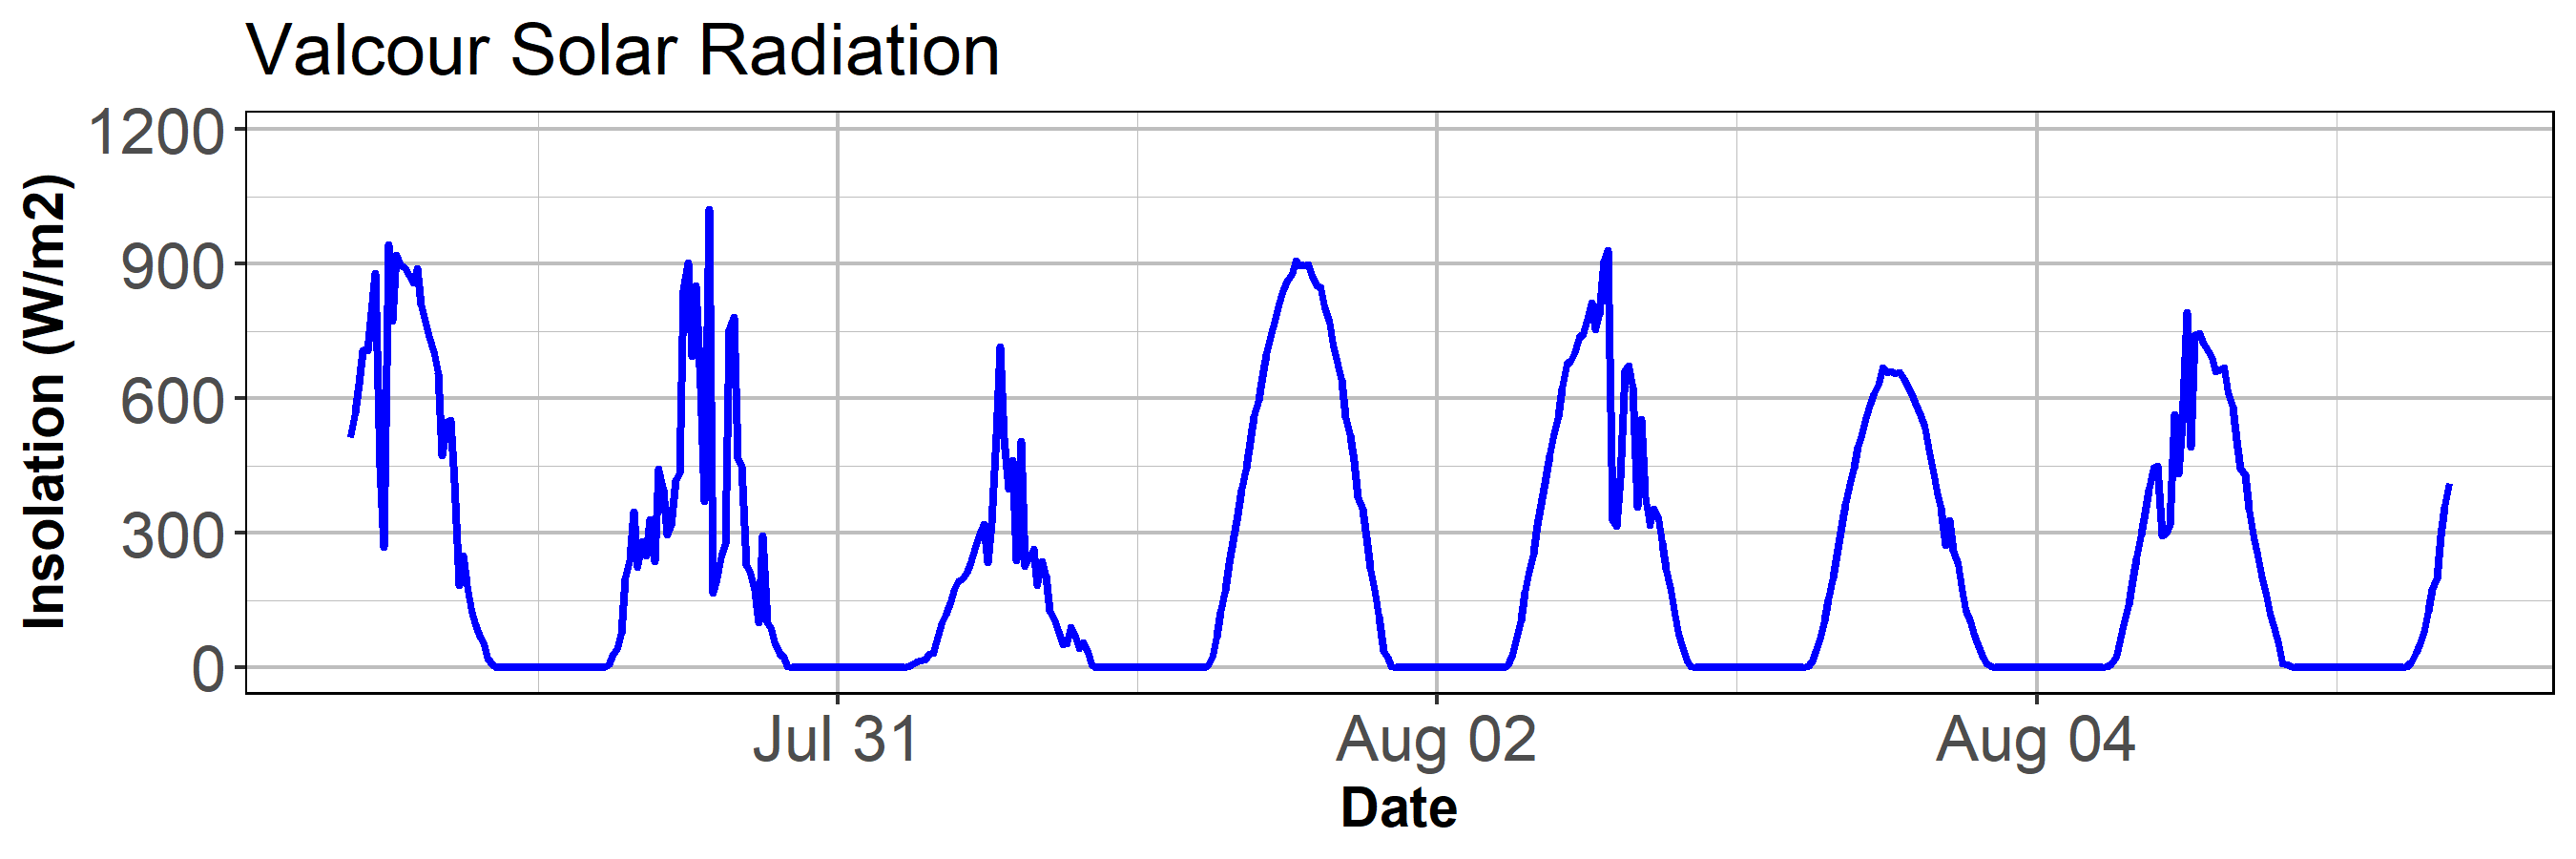 Valcour Solar Radiation
1200
900
600
300
0
Insolation (W/m2)
Jul 31
Aug 02
Aug 04
Date